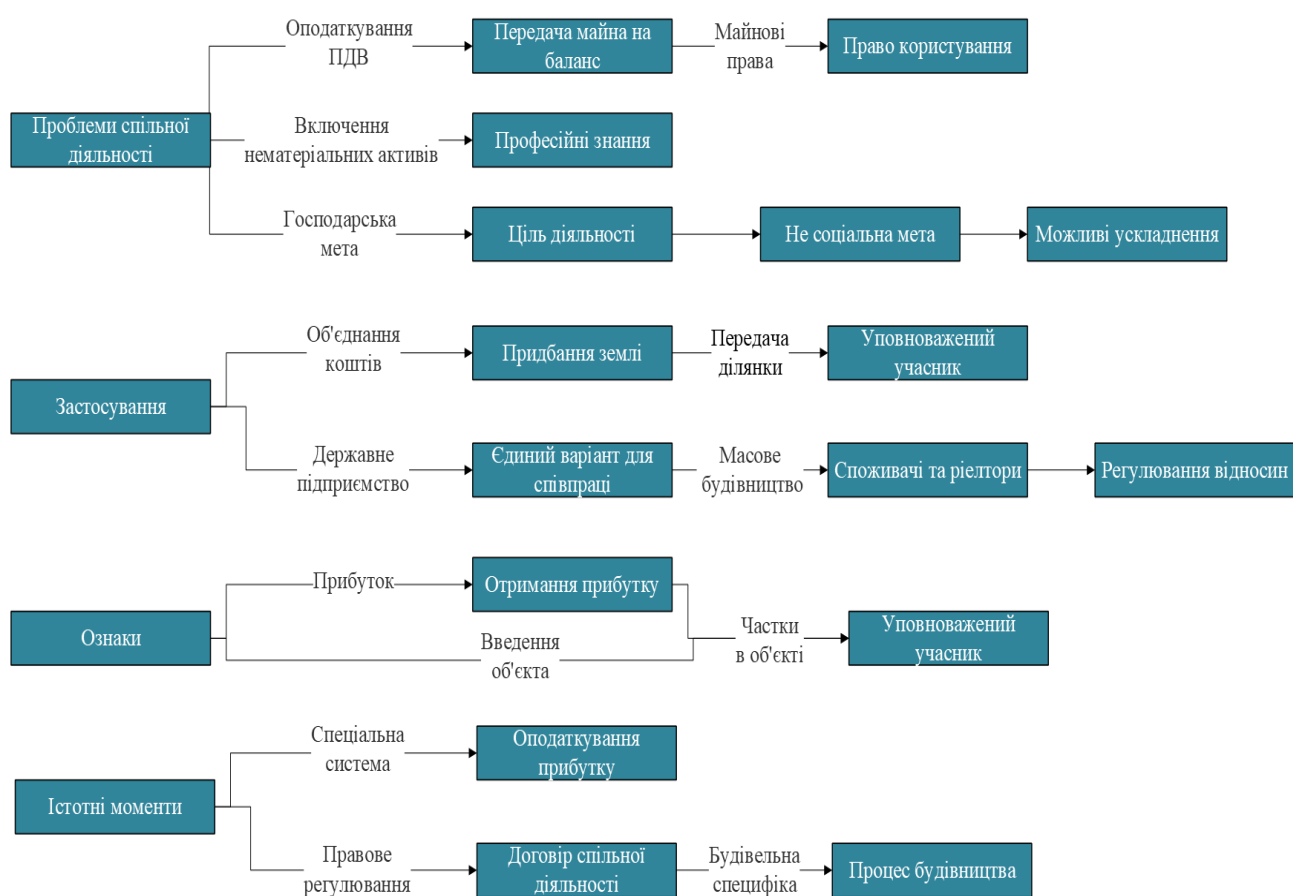 Оподаткування
ПДВ
Передача майна на
баланс
Майнові
права
Право користування
Проблеми спільної
діяльності
Включення
нематеріальних активів
Професійні знання
Господарська
мета
Ціль діяльності
Не соціальна мета
Можливі ускладнення
Застосування
Об'єднання
коштів
Придбання землі
Передача
ділянки
Уповноважений
учасник
Державне
підприємство
Єдиний варіант для
співпраці
Масове
будівництво
Споживачі та ріелтори
Регулювання відносин
Ознаки
Прибуток
Отримання прибутку
Введення
об'єкта
Частки
в об'єкті
Уповноважений
учасник
Істотні моменти
Спеціальна
система
Оподаткування
прибутку
Правове
регулювання
Договір спільної
діяльності
Будівельна
специфіка
Процес будівництва